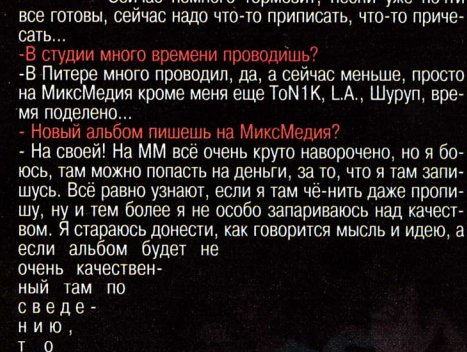 все готовы, сейчас надо что-то приписать, что-то приче-
сать...
-В студии много времени проводишь?
-В Питере много проводил, да, а сейчас меньше, просто
на МиксМедия кроме меня еще ToN1K, L.A., Шуруп, вре-
мя поделено...
- Новый альбом пишешь на МиксМедия?
- На своей! На ММ всё очень круто наворочено, но я бо-
юсь, там можно попасть на деньги, за то, что я там запи-
шусь. Всё равно узнают, если я там чё-нить даже пропи-
шу, ну и тем более я не особо запариваюсь над качест-
вом. Я стараюсь донести, как говорится мысль и идею, а
если альбом будет не
очень качествен-
ный там по
сведе-
нию,
то